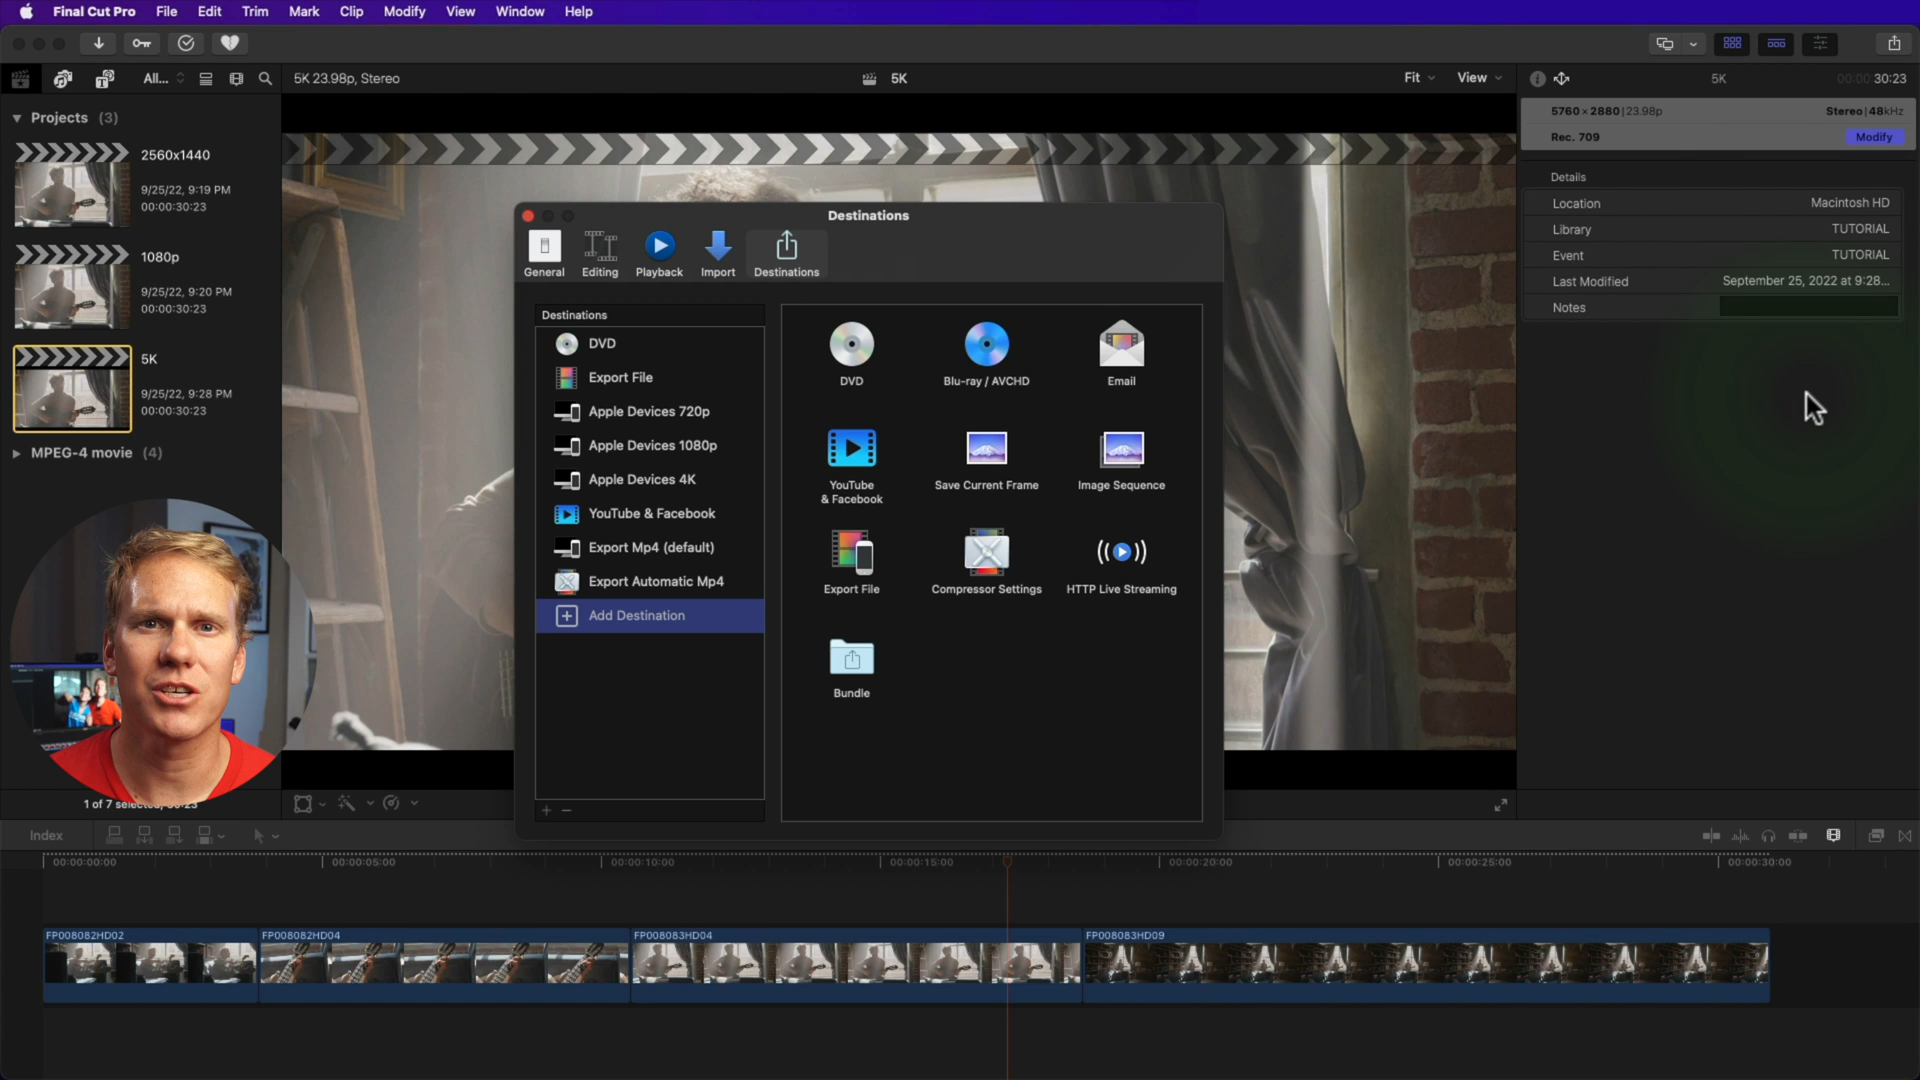 Final Cut Pro File Edit Trim Mark Clip Modify View Window Help
All...
5K 23.98p, Stereo
5K
Fit
View
5K
00:00:30:23
Projects (3)
2560x1440
9/25/22, 9:19 PM
00:00:30:23
1080p
9/25/22, 9:20 PM
00:00:30:23
5K
9/25/22, 9:28 PM
00:00:30:23
MPEG-4 movie (4)
5760 × 2880 | 23.98p
Stereo | 48kHz
Rec. 709
Modify
Details
Location Macintosh HD
Library TUTORIAL
Event TUTORIAL
Last Modified September 25, 2022 at 9:28...
Notes
Destinations
General Editing Playback Import Destinations
Destinations
DVD
Export File
Apple Devices 720p
Apple Devices 1080p
Apple Devices 4K
YouTube & Facebook
Export Mp4 (default)
Export Automatic Mp4
Add Destination
DVD
Blu-ray / AVCHD
Email
YouTube
& Facebook
Save Current Frame
Image Sequence
Export File
Compressor Settings
HTTP Live Streaming
Bundle
1 of 7
Index
00:00:00:00 00:00:05:00 00:00:10:00 00:00:15:00 00:00:20:00 00:00:25:00 00:00:30:00
FP008082HD02 FP008082HD04 FP008083HD04 FP008083HD09